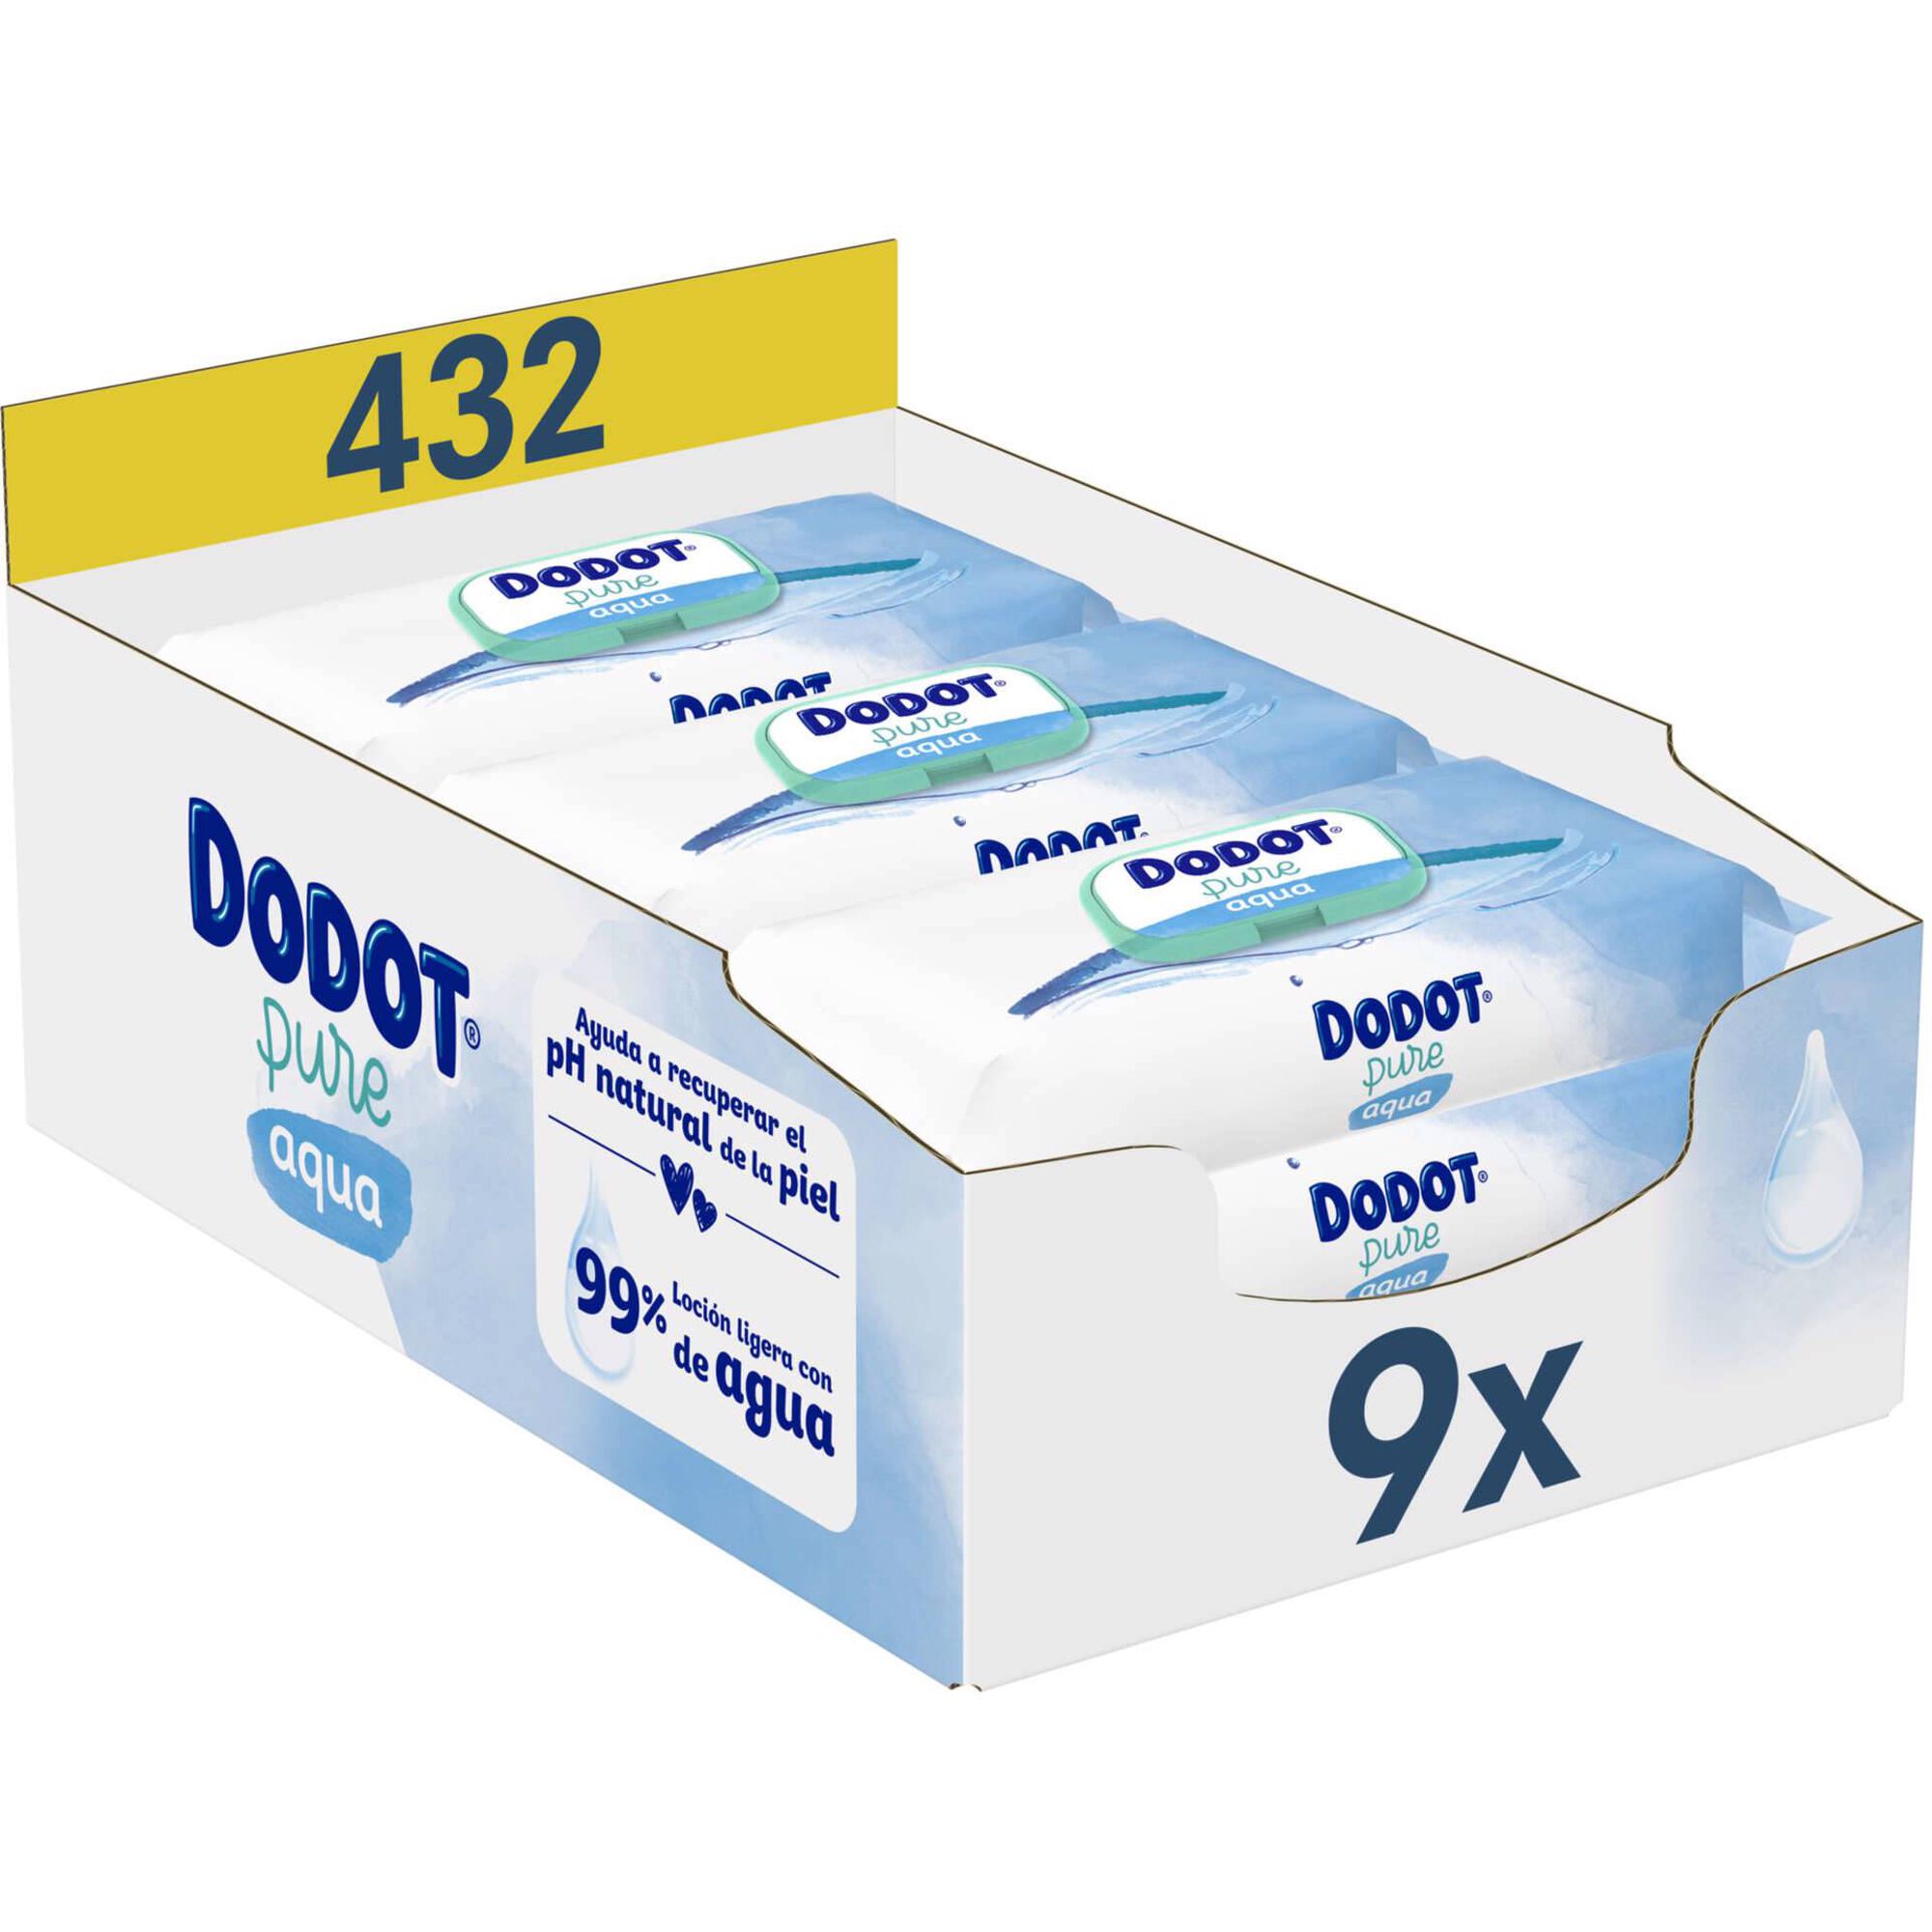 432
DODOT®
pure
aqua
DODOT®
pure
aqua
DODOT®
pure
aqua
DODOT®
pure
aqua
DODOT®
pure
aqua
DODOT®
pure
aqua
Ayuda a recuperar el
pH natural de la piel
99% Loción ligera con
de agua
9x